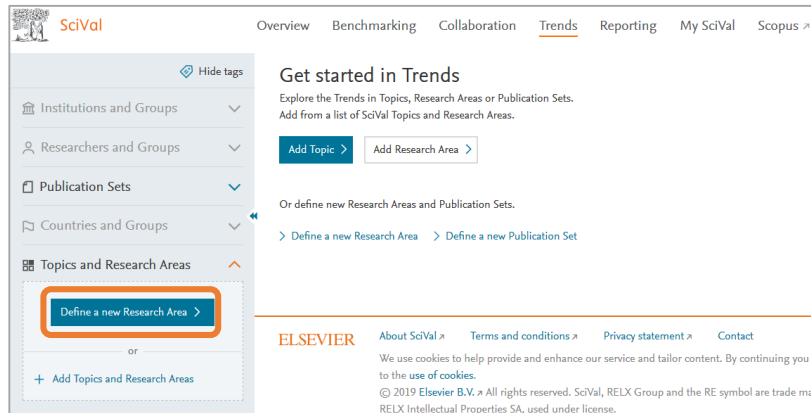 SciVal
Overview Benchmarking Collaboration Trends Reporting My SciVal Scopus
Hide tags
Institutions and Groups
Researchers and Groups
Publication Sets
Countries and Groups
Topics and Research Areas
Define a new Research Area
or
+ Add Topics and Research Areas
Get started in Trends
Explore the Trends in Topics, Research Areas or Publication Sets.
Add from a list of SciVal Topics and Research Areas.
Add Topic Add Research Area
Or define new Research Areas and Publication Sets.
Define a new Research Area Define a new Publication Set
ELSEVIER
About SciVal Terms and conditions Privacy statement Contact
We use cookies to help provide and enhance our service and tailor content. By continuing you
to the use of cookies.
© 2019 Elsevier B.V. All rights reserved. SciVal, RELX Group and the RE symbol are trade ma
RELX Intellectual Properties SA, used under license.